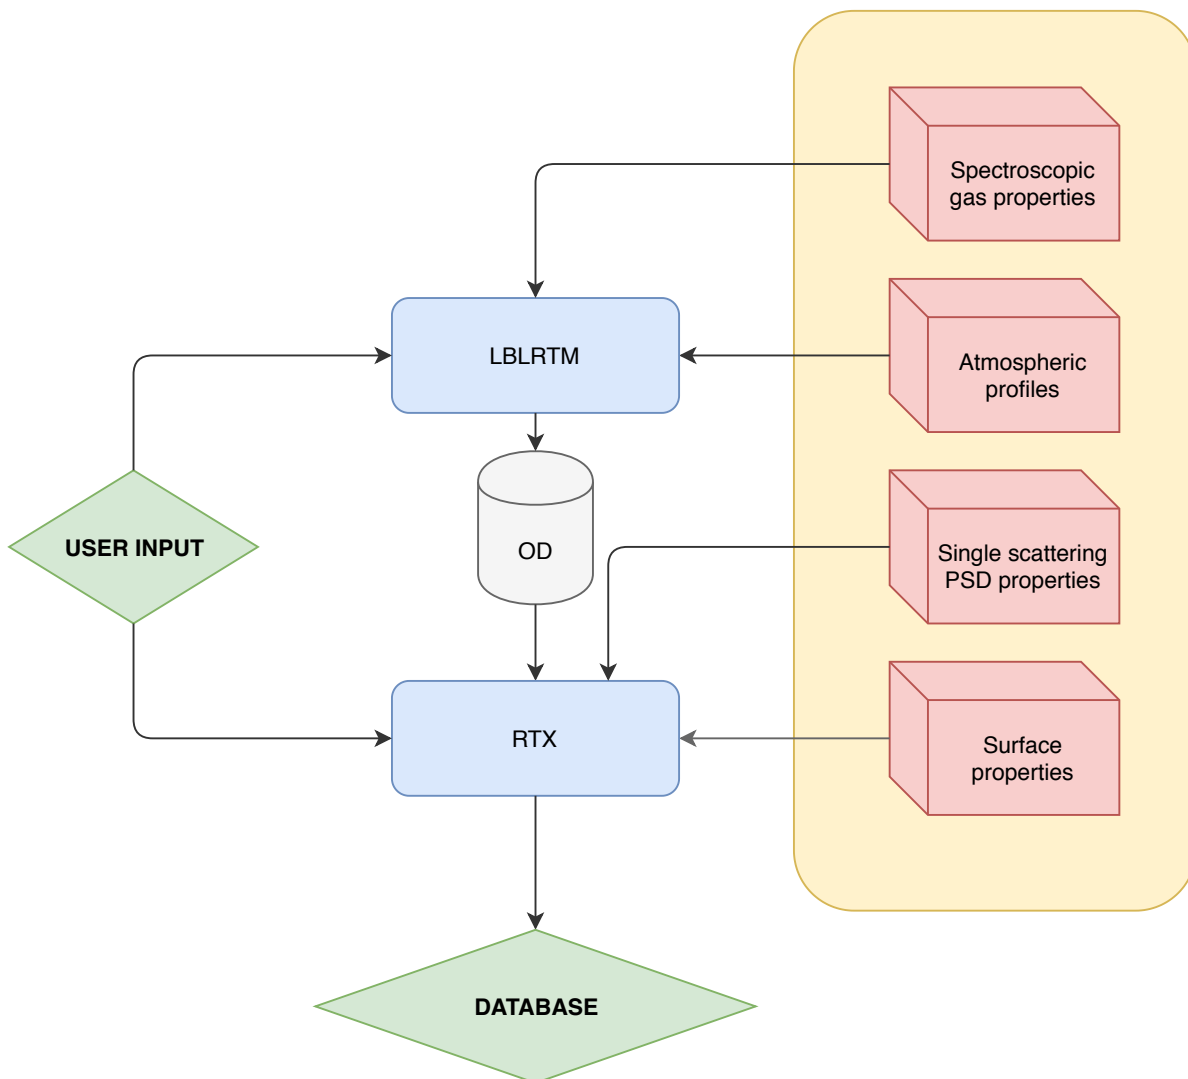 Spectroscopic
gas properties
LBLRTM
Atmospheric
profiles
USER INPUT
OD
Single scattering
PSD properties
RTX
Surface
properties
DATABASE